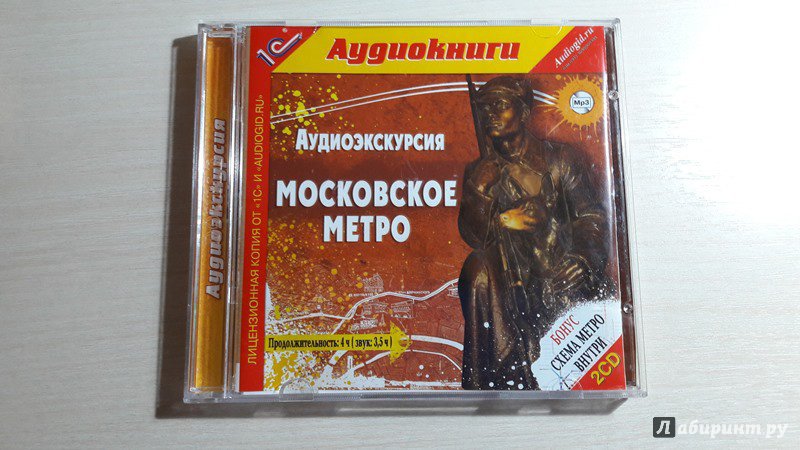 1С
Аудиокниги
Audiogid.ru
Mp3
Аудиоэкскурсия
ЛИЦЕНЗИОННАЯ КОПИЯ ОТ «1С» И «AUDIOGID.RU»
Аудиоэкскурсия
МОСКОВСКОЕ
МЕТРО
Продолжительность: 4 ч ( звук: 3,5 ч )
БОНУС
СХЕМА МЕТРО
ВНУТРИ
2CD
Лабиринт.ру